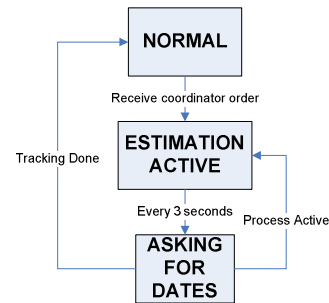 NORMAL
Receive coordinator order
ESTIMATION
ACTIVE
Tracking Done
Every 3 seconds
Process Active
ASKING
FOR
DATES